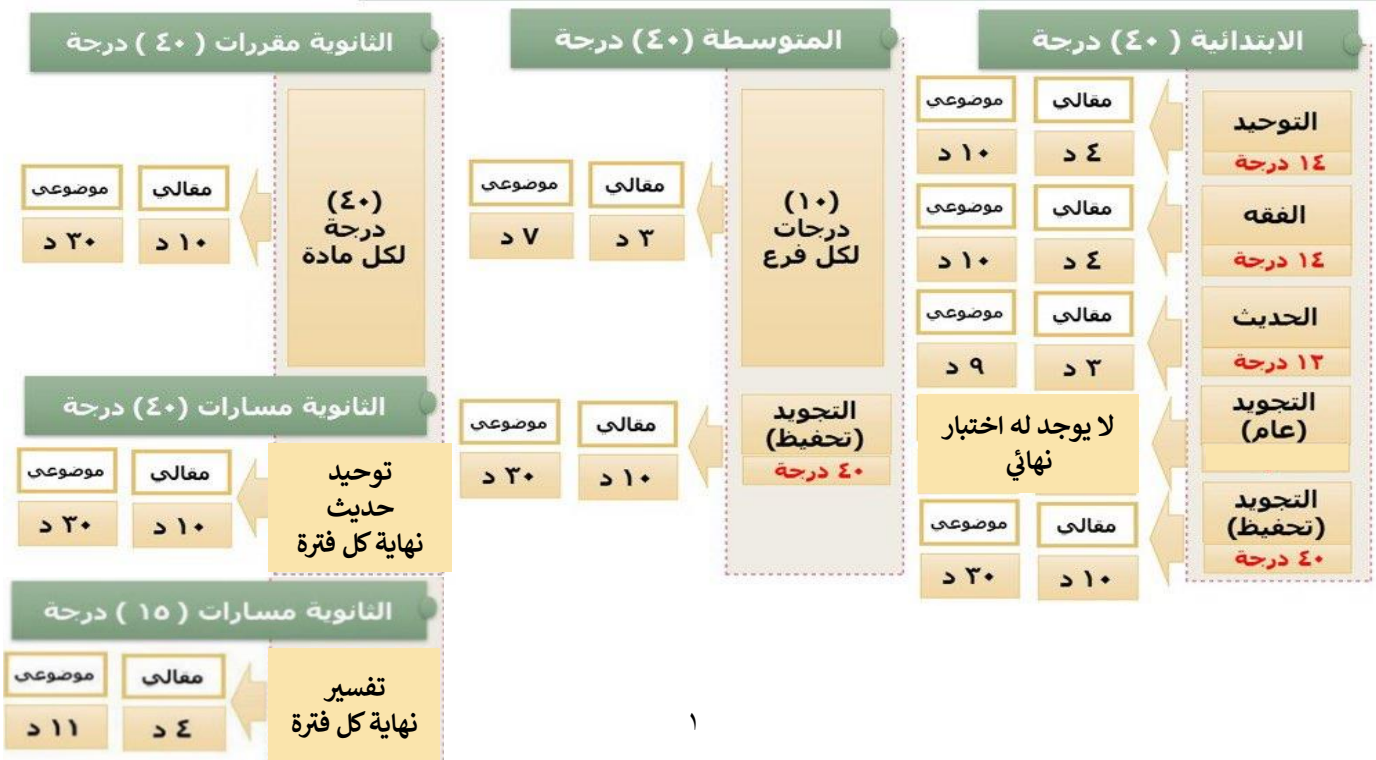 الابتدائية ( ٤٠ ) درجة
التوحيد
١٤ درجة
مقالي
موضوعي
٤ د
١٠ د
الفقه
١٤ درجة
مقالي
موضوعي
٤ د
١٠ د
الحديث
١٢ درجة
مقالي
موضوعي
٣ د
٩ د
التجويد
(عام)
لا يوجد له اختبار
نهائي
التجويد
(تحفيظ)
٤٠ درجة
مقالي
موضوعي
١٠ د
٣٠ د
المتوسطة (٤٠) درجة
(١٠)
درجات
لكل فرع
مقالي
موضوعي
٣ د
٧ د
التجويد
(تحفيظ)
٤٠ درجة
مقالي
موضوعي
١٠ د
٣٠ د
الثانوية مقررات ( ٤٠ ) درجة
(٤٠)
درجة
لكل مادة
مقالي
موضوعي
١٠ د
٣٠ د
الثانوية مسارات (٤٠) درجة
توحيد
حديث
نهاية كل فترة
مقالي
موضوعي
١٠ د
٣٠ د
الثانوية مسارات ( ١٥ ) درجة
تفسير
نهاية كل فترة
مقالي
موضوعي
٤ د
١١ د
١